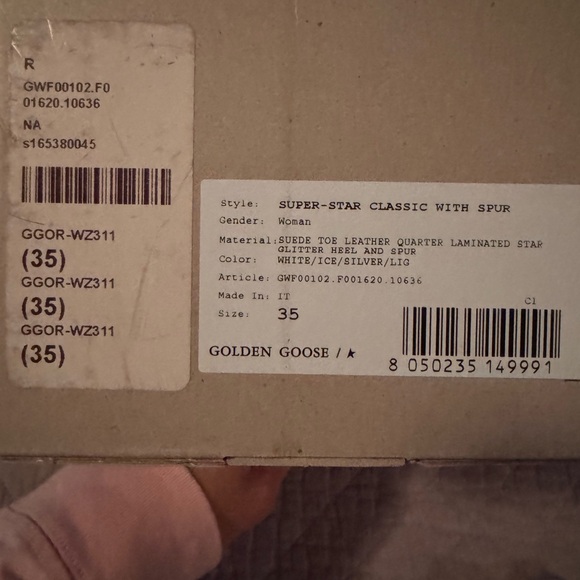 R
GWF00102.F0
01620.10636
NA
s165380045
GGOR-WZ311
(35)
GGOR-WZ311
(35)
GGOR-WZ311
(35)
Style: SUPER-STAR CLASSIC WITH SPUR
Gender: Woman
Material:SUEDE TOE LEATHER QUARTER LAMINATED STAR
GLITTER HEEL AND SPUR
Color: WHITE/ICE/SILVER/LIG
Article: GWF00102.F001620.10636
Made In: IT
Size: 35
C1
GOLDEN GOOSE / ★
8 050235 149991